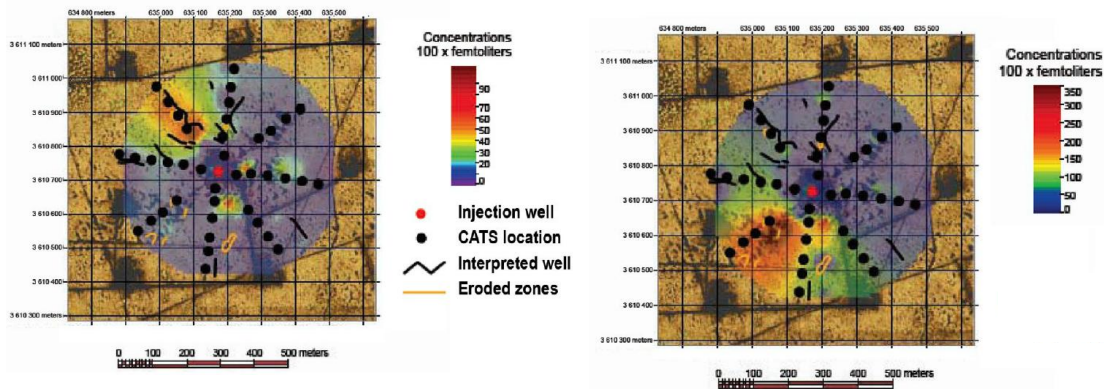 634 800 meters 635 000 635 100 635 200 635 300 635 400 635 500
3 611 100 meters
3 611 000
3 610 900
3 610 800
3 610 700
3 610 600
3 610 500
3 610 400
3 610 300 meters
0 100 200 300 400 500 meters
Concentrations
100 x femtoliters
90
70
60
50
40
30
20
10
0
Injection well
CATS location
Interpreted well
Eroded zones
634 800 meters 635 000 635 100 635 200 635 300 635 400 635 500
3 611 100 meters
3 611 000
3 610 900
3 610 800
3 610 700
3 610 600
3 610 500
3 610 400
3 610 300 meters
0 100 200 300 400 500 meters
Concentrations
100 x femtoliters
350
300
250
200
150
100
50
0